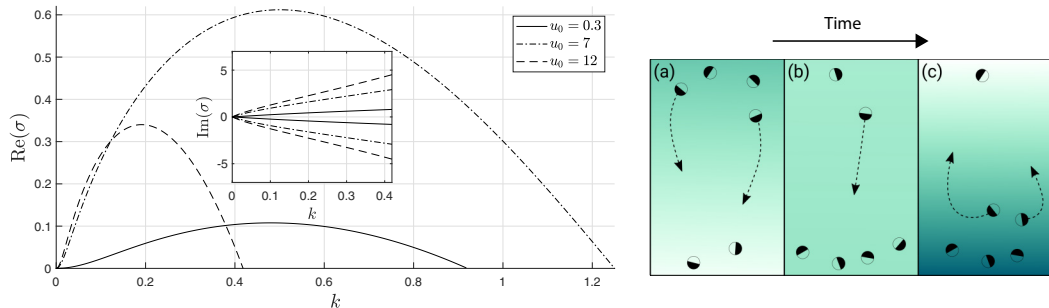 0.6
0.5
0.4
0.3
0.2
0.1
0
Re(σ)
0 0.2 0.4 0.6 0.8 1 1.2
k
u₀ = 0.3
u₀ = 7
u₀ = 12
5
0
-5
Im(σ)
0 0.1 0.2 0.3 0.4
k
Time
(a) (b) (c)